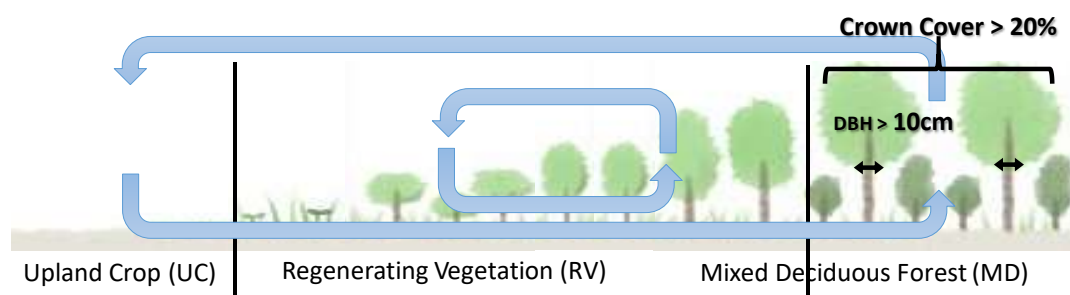 Crown Cover > 20%
DBH > 10cm
Upland Crop (UC)
Regenerating Vegetation (RV)
Mixed Deciduous Forest (MD)